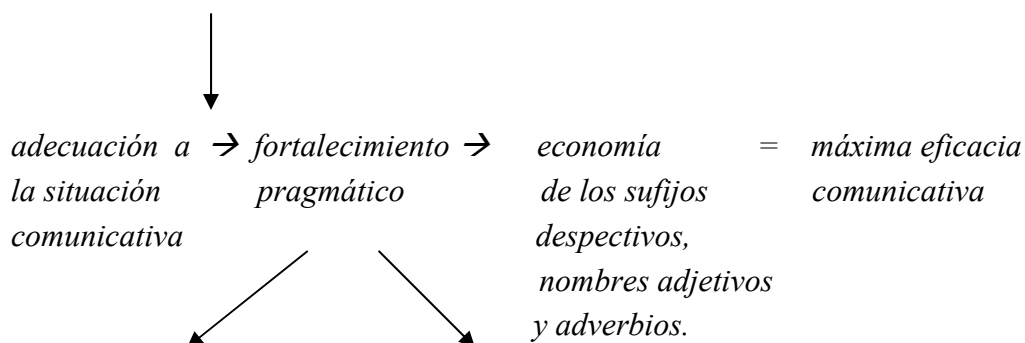 adecuación a → fortalecimiento → economía = máxima eficacia
la situación pragmático de los sufijos comunicativa
comunicativa despectivos,
nombres adjetivos
y adverbios.